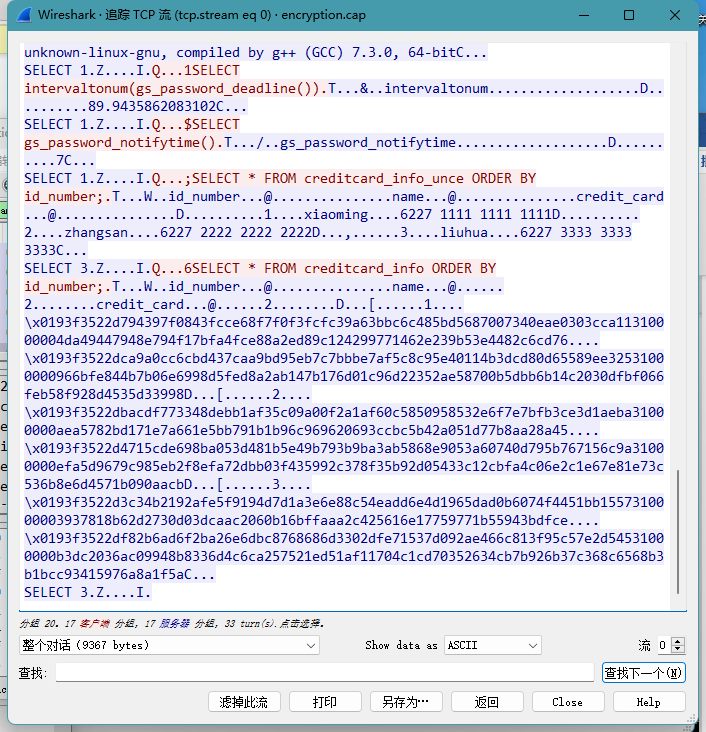 Wireshark · 追踪 TCP 流 (tcp.stream eq 0) · encryption.cap
unknown-linux-gnu, compiled by g++ (GCC) 7.3.0, 64-bitC...
SELECT 1.Z....I.Q...1SELECT
intervaltonum(gs_password_deadline()).T...&..intervaltonum..................D..
.........89.9435862083102C...
SELECT 1.Z....I.Q...$SELECT
gs_password_notifytime().T.../..gs_password_notifytime...................D......
....7C...
SELECT 1.Z....I.Q...;SELECT * FROM creditcard_info_unce ORDER BY
id_number;.T...W..id_number...@...............name...@...............credit_card
...@...............D..........1....xiaoming....6227 1111 1111 1111D..........
2....zhangsan....6227 2222 2222 2222D...,......3....liuhua....6227 3333 3333
3333C...
SELECT 3.Z....I.Q...6SELECT * FROM creditcard_info ORDER BY
id_number;.T...W..id_number...@...............name...@......
2........credit_card...@......2........D...[......1....
\x0193f3522d794397f0843fcce68f7f0f3fcfc39a63bbc6c485bd5687007340eae0303cca113100
00004da49447948e794f17bfa4fce88a2ed89c124299771462e239b53e4482c6cd76....
\x0193f3522dca9a0cc6cbd437caa9bd95eb7c7bbbe7af5c8c95e40114b3dcd80d65589ee3253100
0000966bfe844b7b06e6998d5fed8a2ab147b176d01c96d22352ae58700b5dbb6b14c2030dfbf066
feb58f928d4535d33998D...[......2....
\x0193f3522dbacdf773348debb1af35c09a00f2a1af60c5850958532e6f7e7bfb3ce3d1aeba3100
0000aea5782bd171e7a661e5bb791b1b96c969620693ccbc5b42a051d77b8aa28a45....
\x0193f3522d4715cde698ba053d481b5e49b793b9ba3ab5868e9053a60740d795b767156c9a3100
0000efa5d9679c985eb2f8efa72dbb03f435992c378f35b92d05433c12cbfa4c06e2c1e67e81e73c
536b8e6d4571b090aacbD...[......3....
\x0193f3522d3c34b2192afe5f9194d7d1a3e6e88c54eadd6e4d1965dad0b6074f4451bb15573100
00003937818b62d2730d03dcaac2060b16bffaaa2c425616e17759771b55943bdfce....
\x0193f3522df82b6ad6f2ba26e6dbc8768686d3302dfe71537d092ae466c813f95c57e2d5453100
0000b3dc2036ac09948b8336d4c6ca257521ed51af11704c1cd70352634cb7b926b37c368c6568b3
b1bcc93415976a8a1f5aC...
SELECT 3.Z....I.
分组 20。17 客户端 分组, 17 服务器 分组, 33 turn(s).点击选择。
整个对话 (9367 bytes) Show data as ASCII 流 0
查找: 查找下一个(N)
滤掉此流 打印 另存为… 返回 Close Help